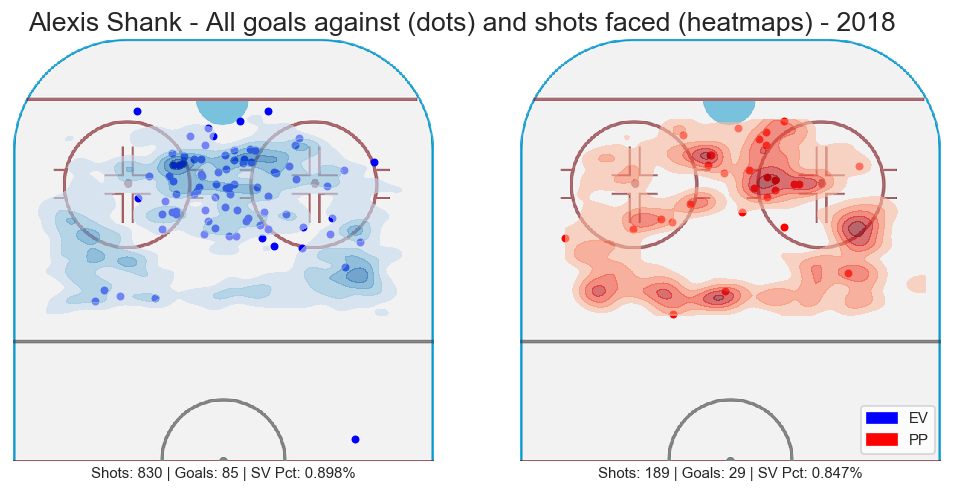 Alexis Shank - All goals against (dots) and shots faced (heatmaps) - 2018
EV
PP
Shots: 830 | Goals: 85 | SV Pct: 0.898%
Shots: 189 | Goals: 29 | SV Pct: 0.847%